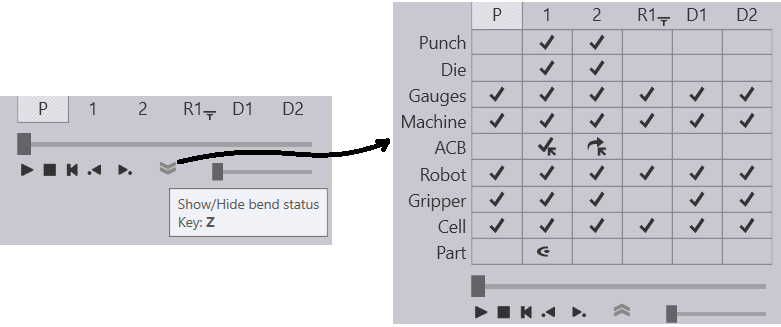 P 1 2 R1 D1 D2
Show/Hide bend status
Key: Z
P 1 2 R1 D1 D2
Punch
Die
Gauges
Machine
ACB
Robot
Gripper
Cell
Part